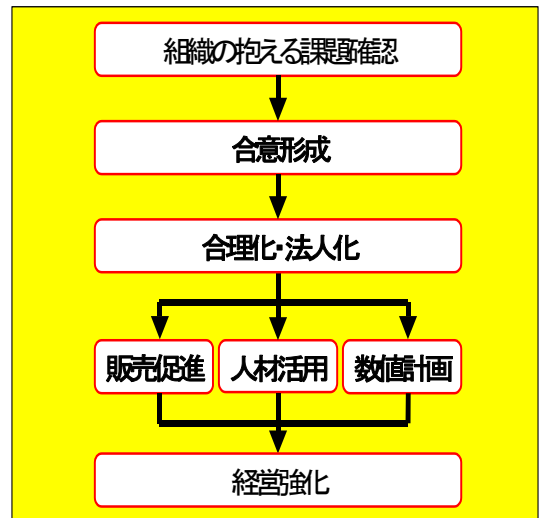 組織の抱える課題確認
合意形成
合理化・法人化
販売促進
人材活用
数値計画
経営強化